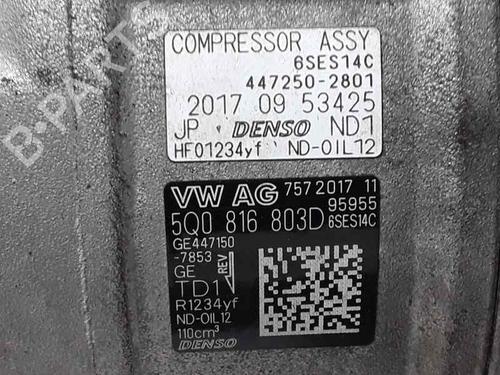 COMPRESSOR ASSY
6SES14C
447250-2801
2017 09 53425
JP DENSO ND1
HF01234yf ND-OIL12
VW AG 757 2017 11
95955
5Q0 816 803D 6SES14C
GE447150
-7853
GE
REV
TD1
R1234yf
ND-OIL12
110cm³
DENSO
B-PARTS